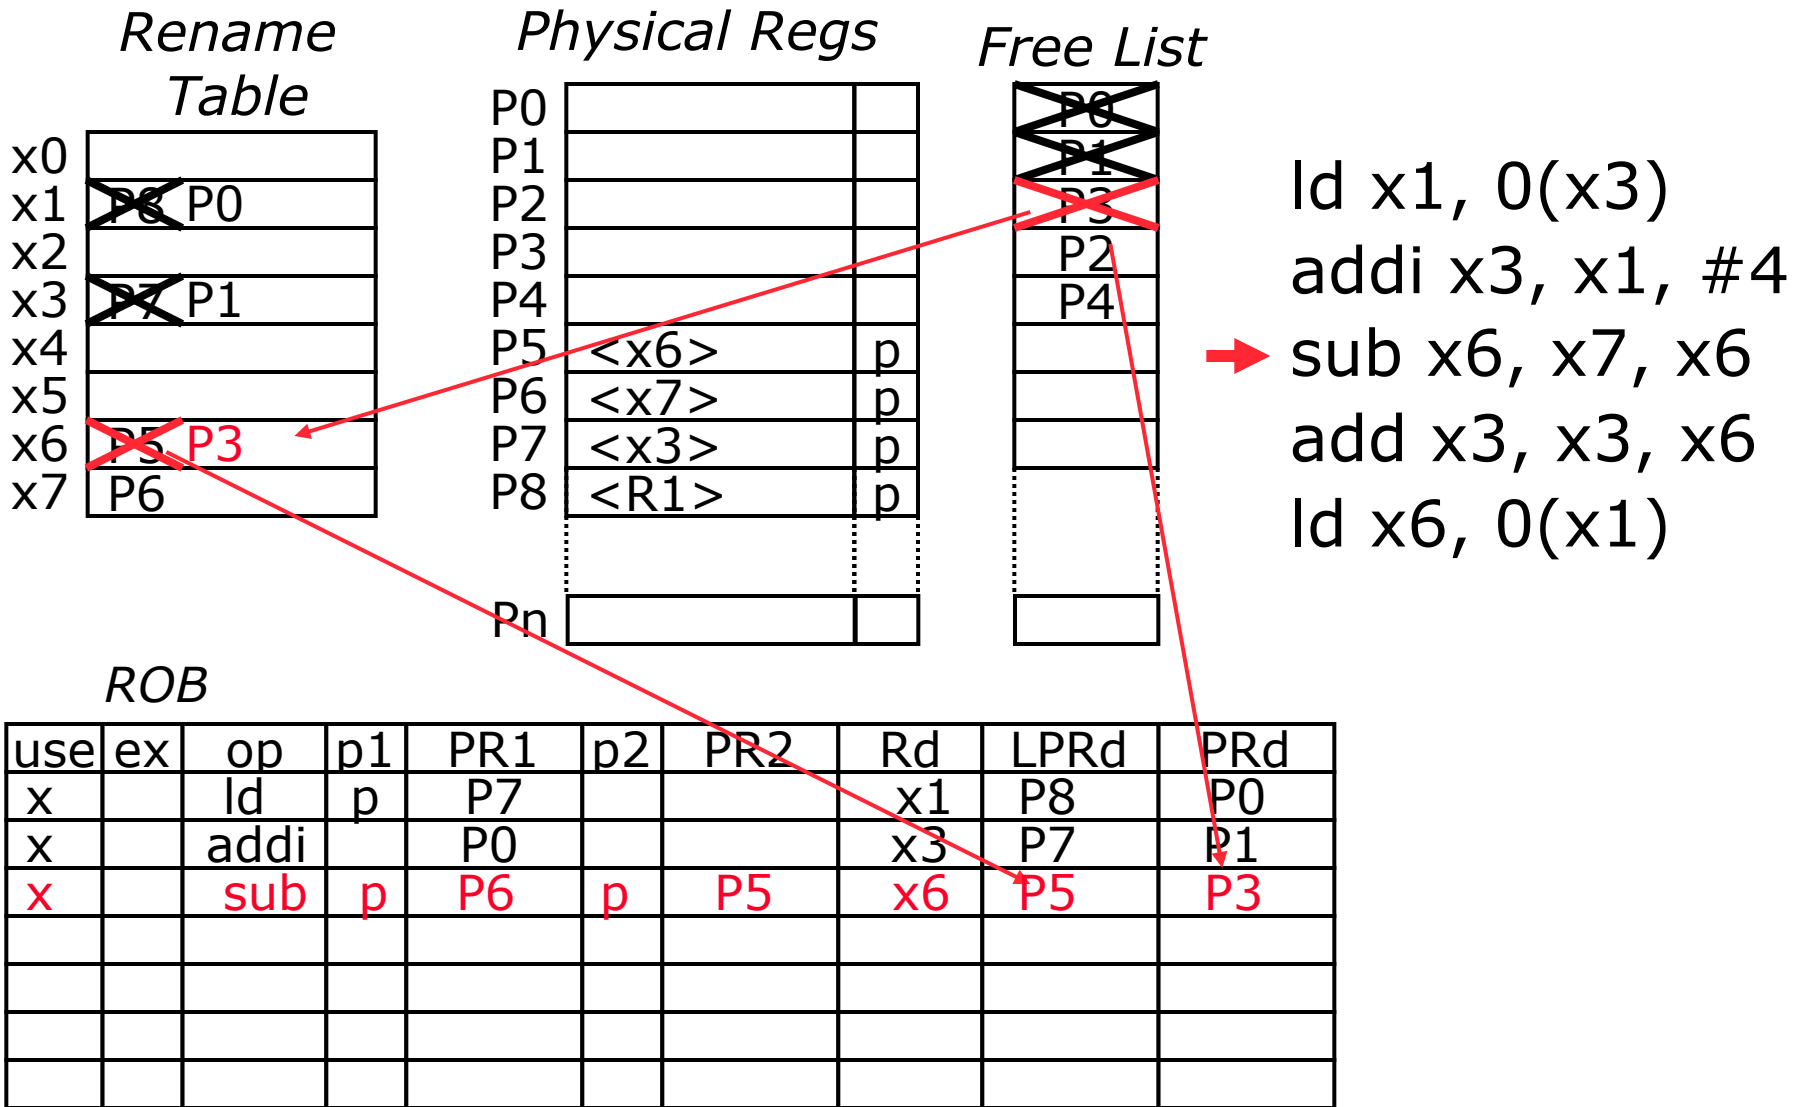 Rename Table
x0
x1 P8 P0
x2
x3 P7 P1
x4
x5
x6 P5 P3
x7 P6
Physical Regs
P0
P1
P2
P3
P4
P5 <x6> p
P6 <x7> p
P7 <x3> p
P8 <R1> p
Pn
Free List
P0
P1
P3
P2
P4
ld x1, 0(x3)
addi x3, x1, #4
sub x6, x7, x6
add x3, x3, x6
ld x6, 0(x1)
ROB
use ex op p1 PR1 p2 PR2 Rd LPRd PRd
x ld p P7 x1 P8 P0
x addi P0 x3 P7 P1
x sub p P6 p P5 x6 P5 P3